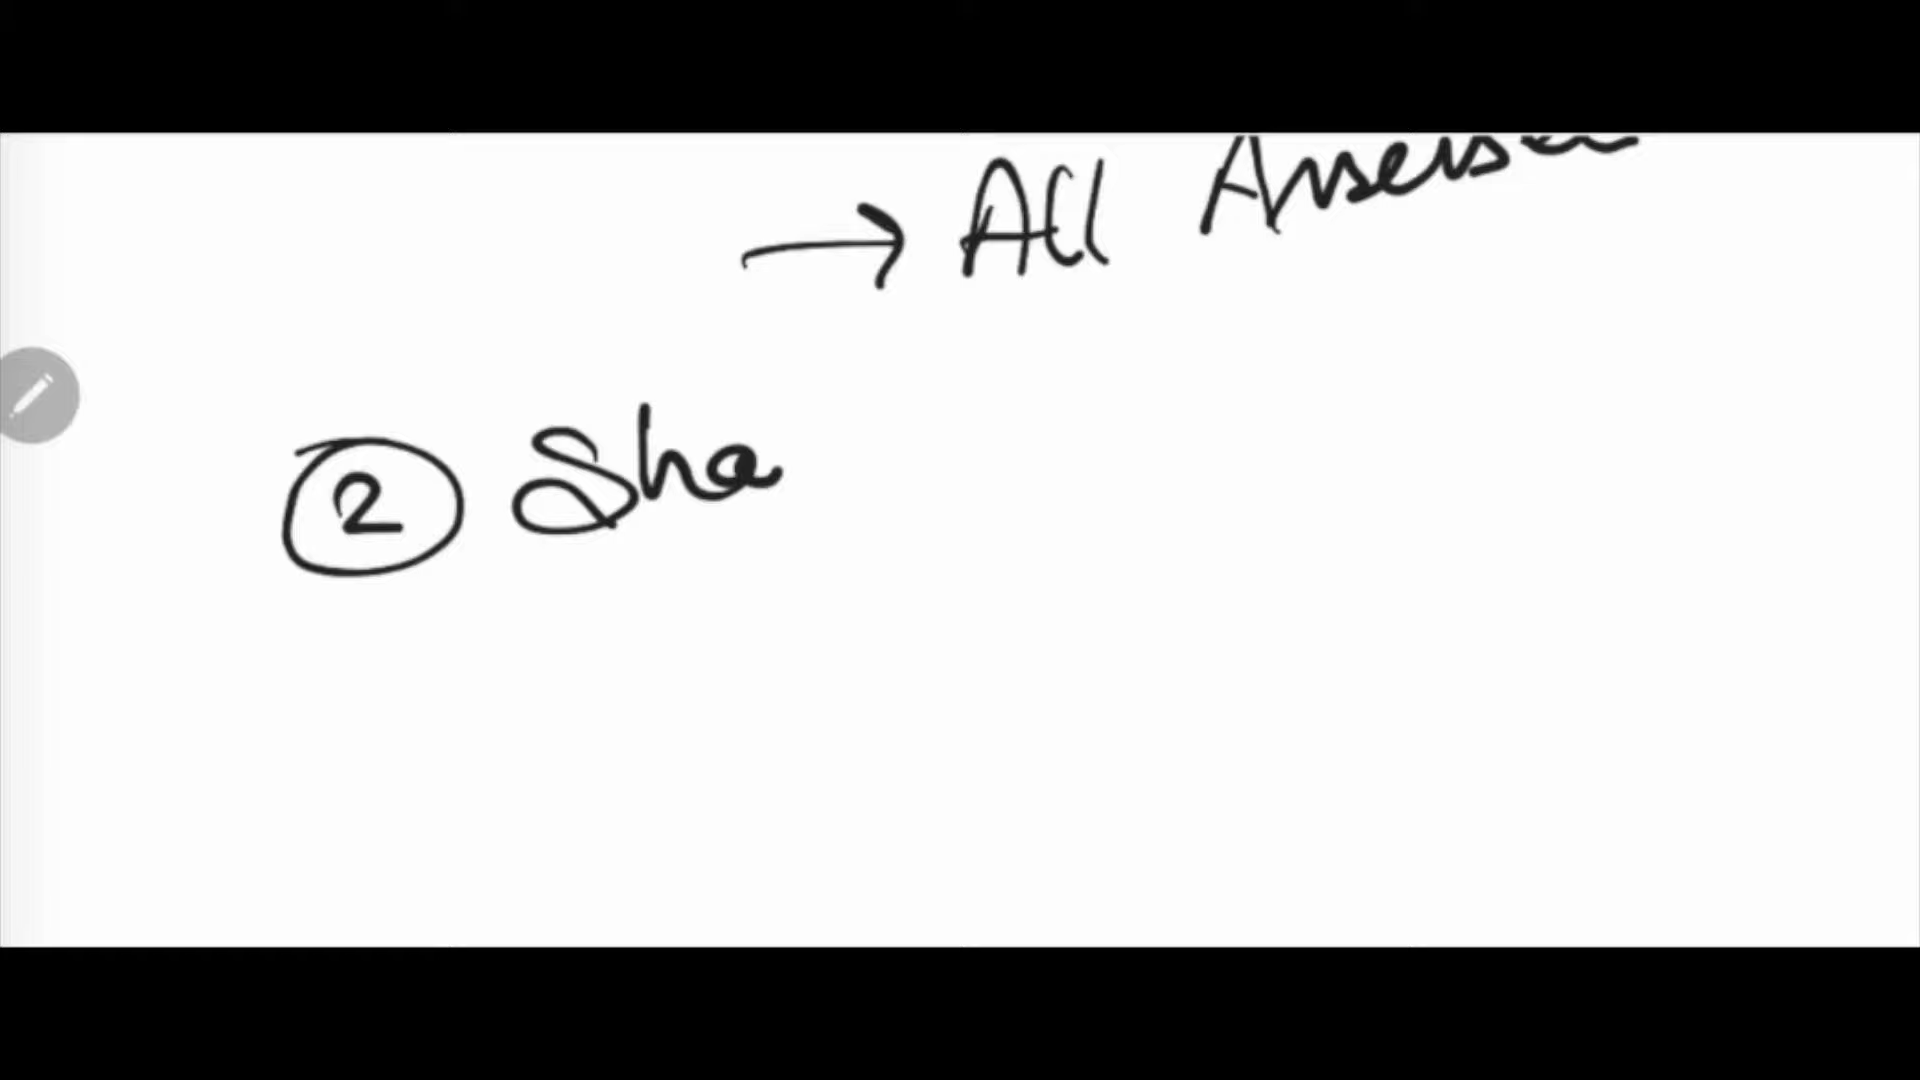 → All
② Sha